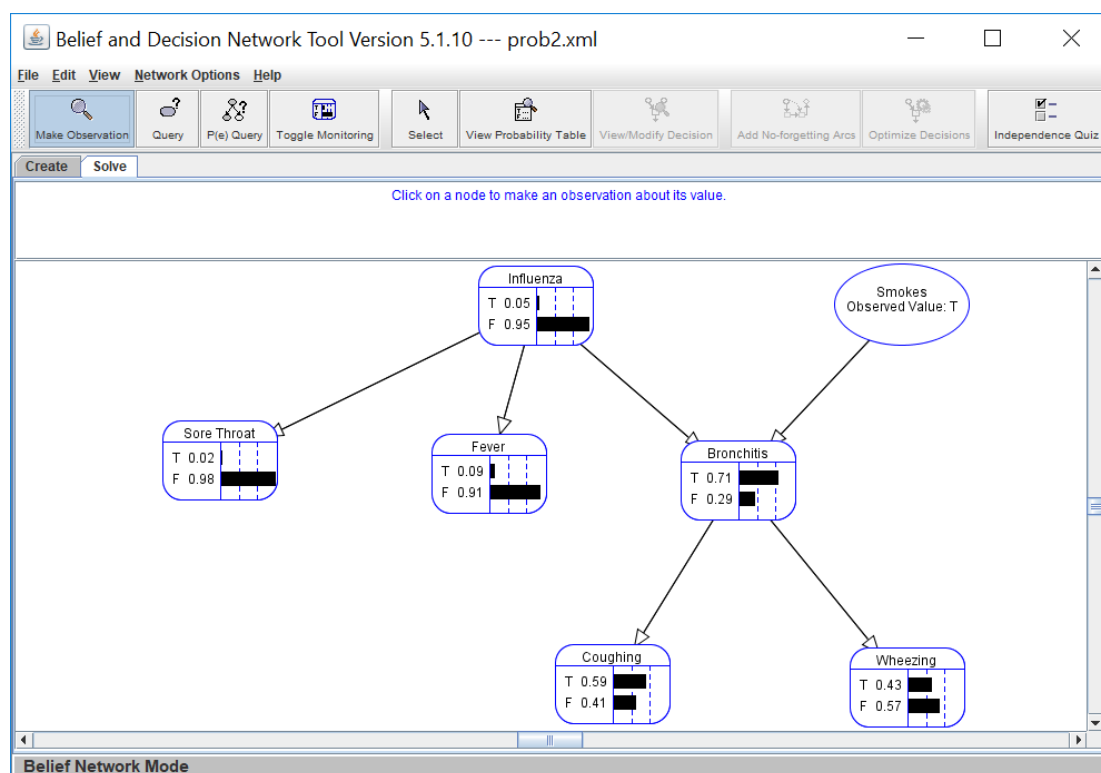 Belief and Decision Network Tool Version 5.1.10 --- prob2.xml
File Edit View Network Options Help
Make Observation Query P(e) Query Toggle Monitoring Select View Probability Table View/Modify Decision Add No-forgetting Arcs Optimize Decisions Independence Quiz
Create Solve
Click on a node to make an observation about its value.
Influenza
T 0.05
F 0.95
Smokes
Observed Value: T
Sore Throat
T 0.02
F 0.98
Fever
T 0.09
F 0.91
Bronchitis
T 0.71
F 0.29
Coughing
T 0.59
F 0.41
Wheezing
T 0.43
F 0.57
Belief Network Mode